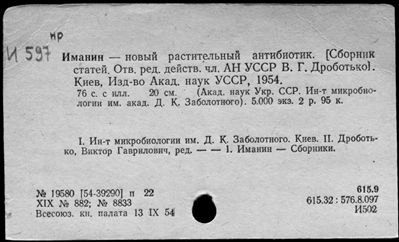 нр
И 597
Иманин — новый растительный антибиотик. [Сборник
статей. Отв. ред. действ. чл. АН УССР В. Г. Дроботько].
Киев, Изд-во Акад. наук УССР, 1954.
76 с. с илл. 20 см. (Акад. наук Укр. ССР. Ин-т микробио-
логии им. акад. Д. К. Заболотного). 5.000 экз. 2 р. 95 к.
I. Ин-т микробиологии им. Д. К. Заболотного. Киев. II. Дроботь-
ко, Виктор Гаврилович, ред. — — 1. Иманин — Сборники.
№ 19580 [54-39290] п 22
XIX № 882; № 8833
Всесоюз. кн. палата 13 IX 54
615.9
615.32 : 576.8.097
И502